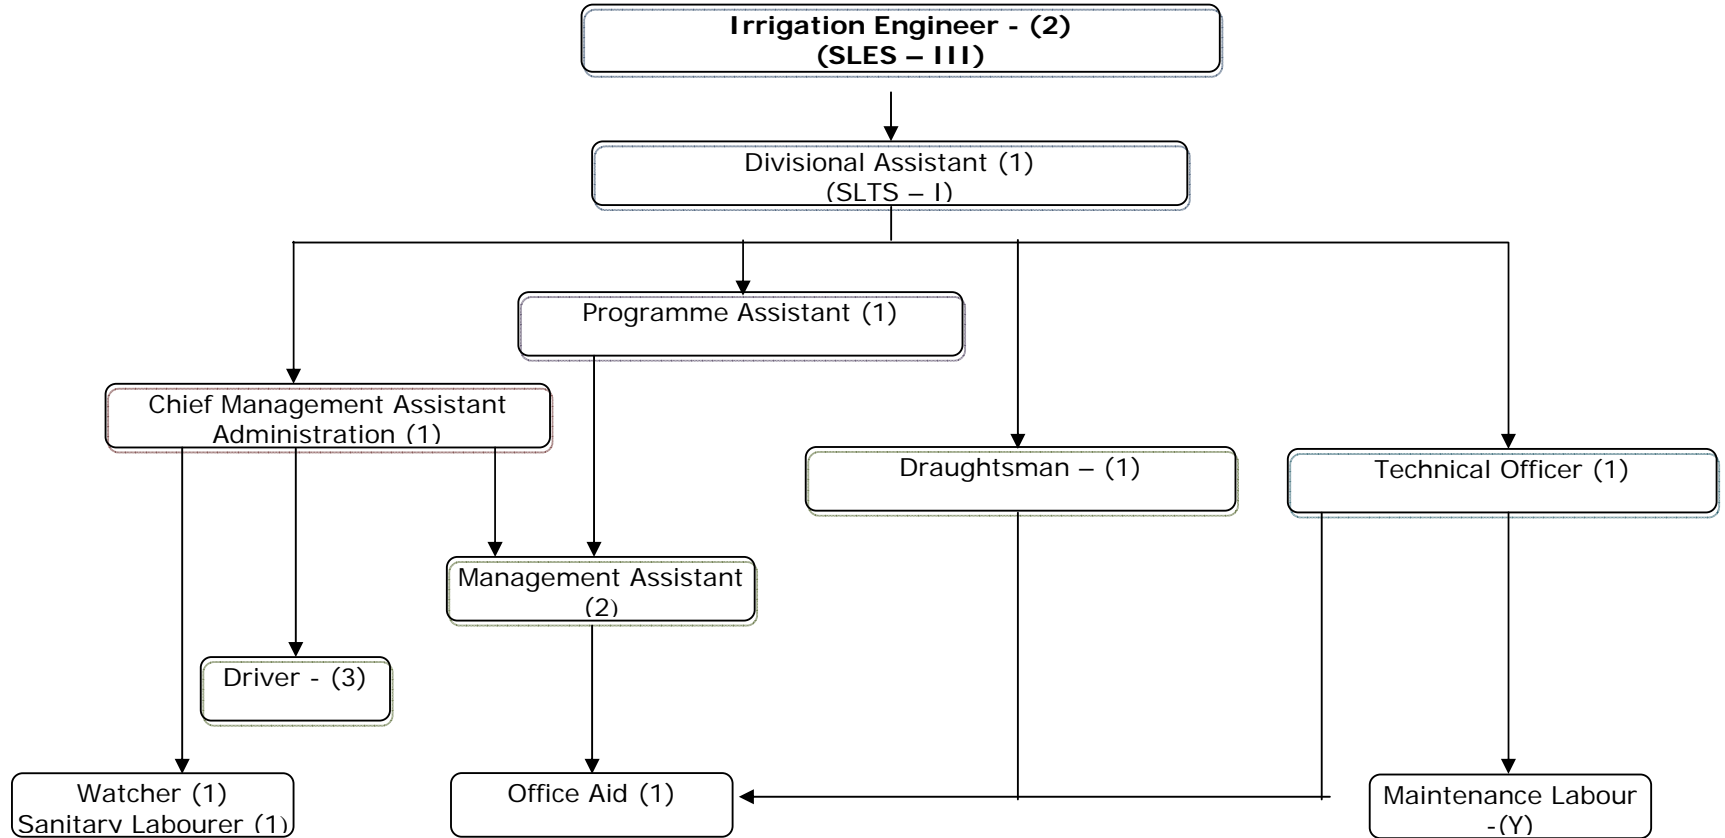 Irrigation Engineer - (2)
(SLES – III)
Divisional Assistant (1)
(SLTS – I)
Programme Assistant (1)
Chief Management Assistant
Administration (1)
Draughtsman – (1)
Technical Officer (1)
Management Assistant
(2)
Driver - (3)
Watcher (1)
Sanitary Labourer (1)
Office Aid (1)
Maintenance Labour
-(Y)